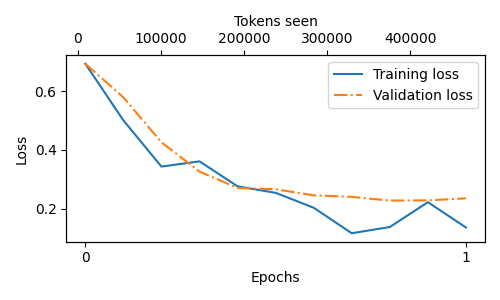 Tokens seen
0 100000 200000 300000 400000
Training loss
Validation loss
Loss
0.6
0.4
0.2
0 1
Epochs